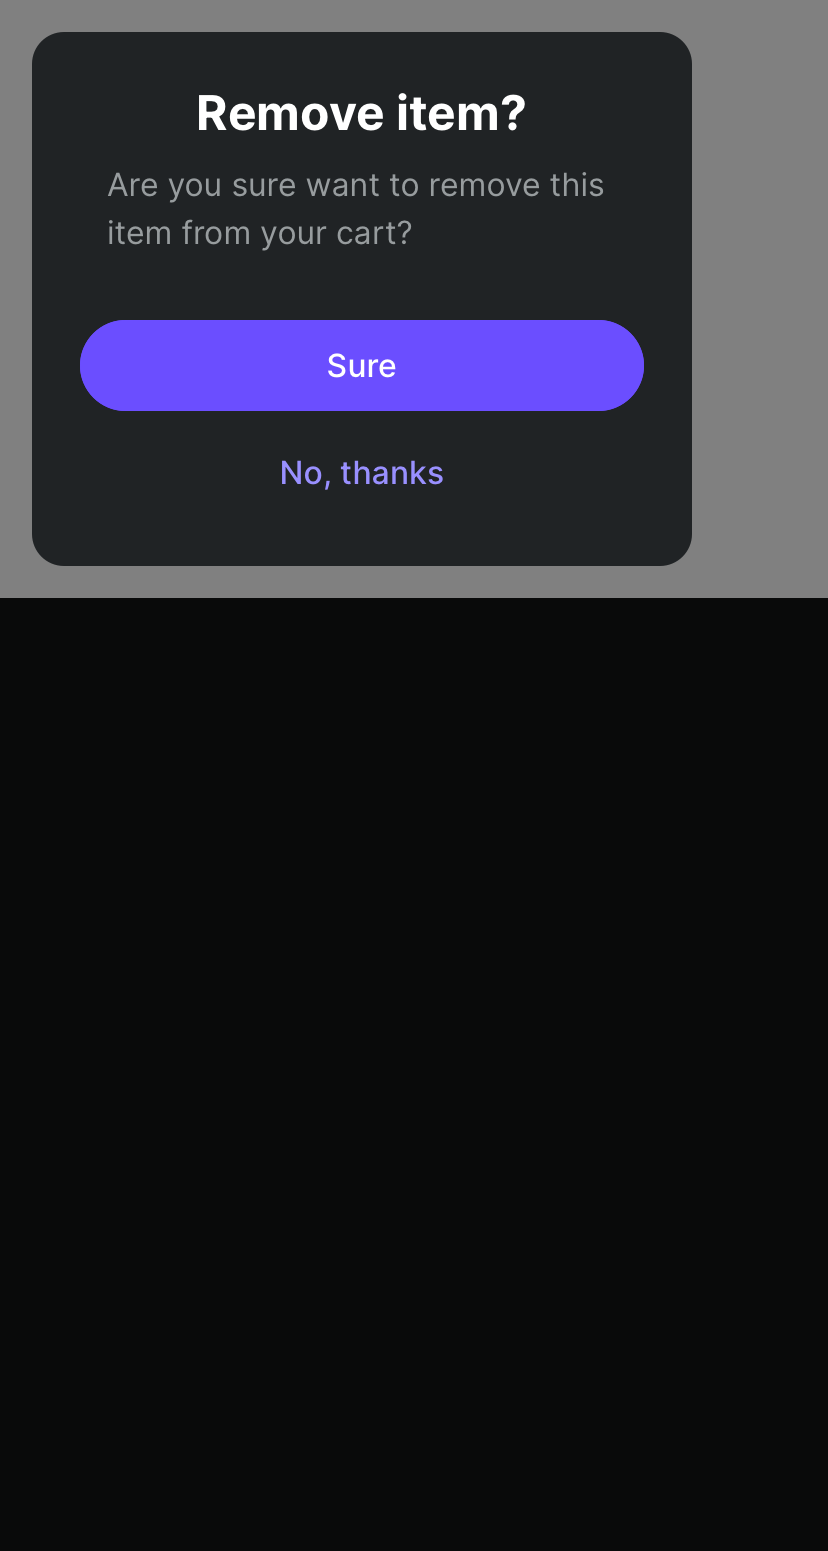 Remove item?
Are you sure want to remove this
item from your cart?
Sure
No, thanks